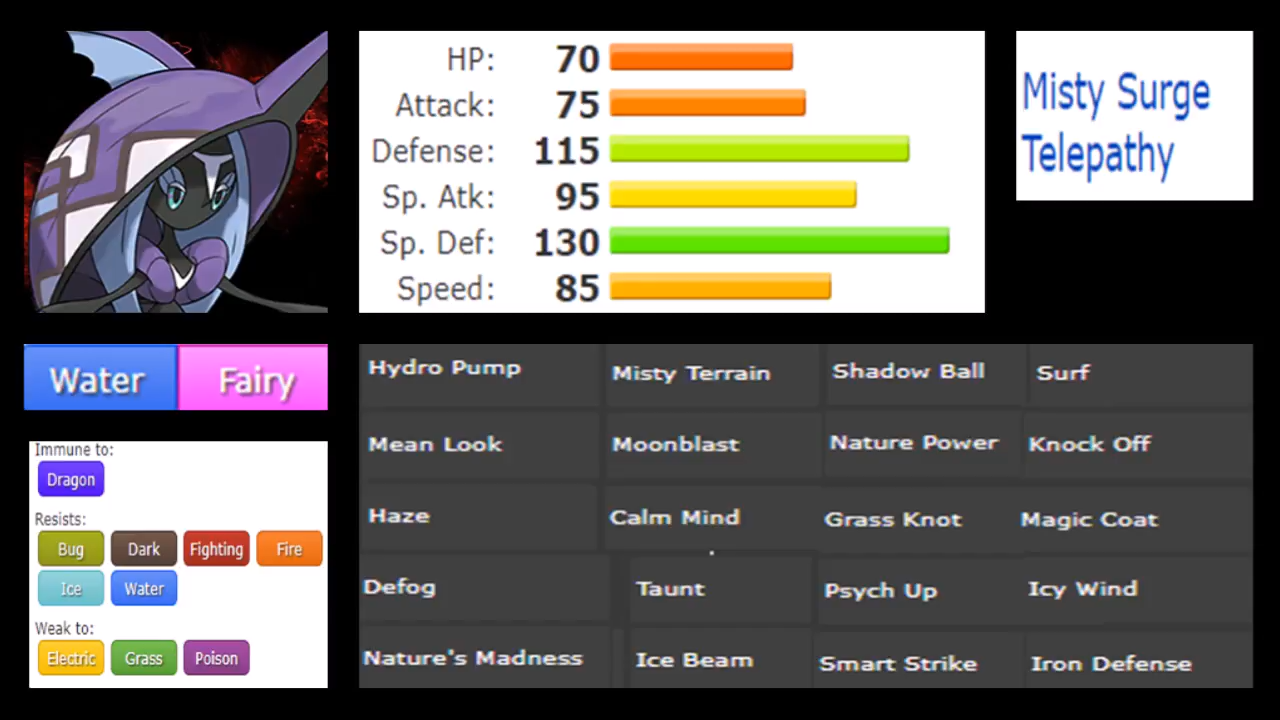 HP: 70
Attack: 75
Defense: 115
Sp. Atk: 95
Sp. Def: 130
Speed: 85
Misty Surge
Telepathy
Water Fairy
Immune to:
Dragon
Resists:
Bug Dark Fighting Fire
Ice Water
Weak to:
Electric Grass Poison
Hydro Pump Misty Terrain Shadow Ball Surf
Mean Look Moonblast Nature Power Knock Off
Haze Calm Mind Grass Knot Magic Coat
Defog Taunt Psych Up Icy Wind
Nature's Madness Ice Beam Smart Strike Iron Defense